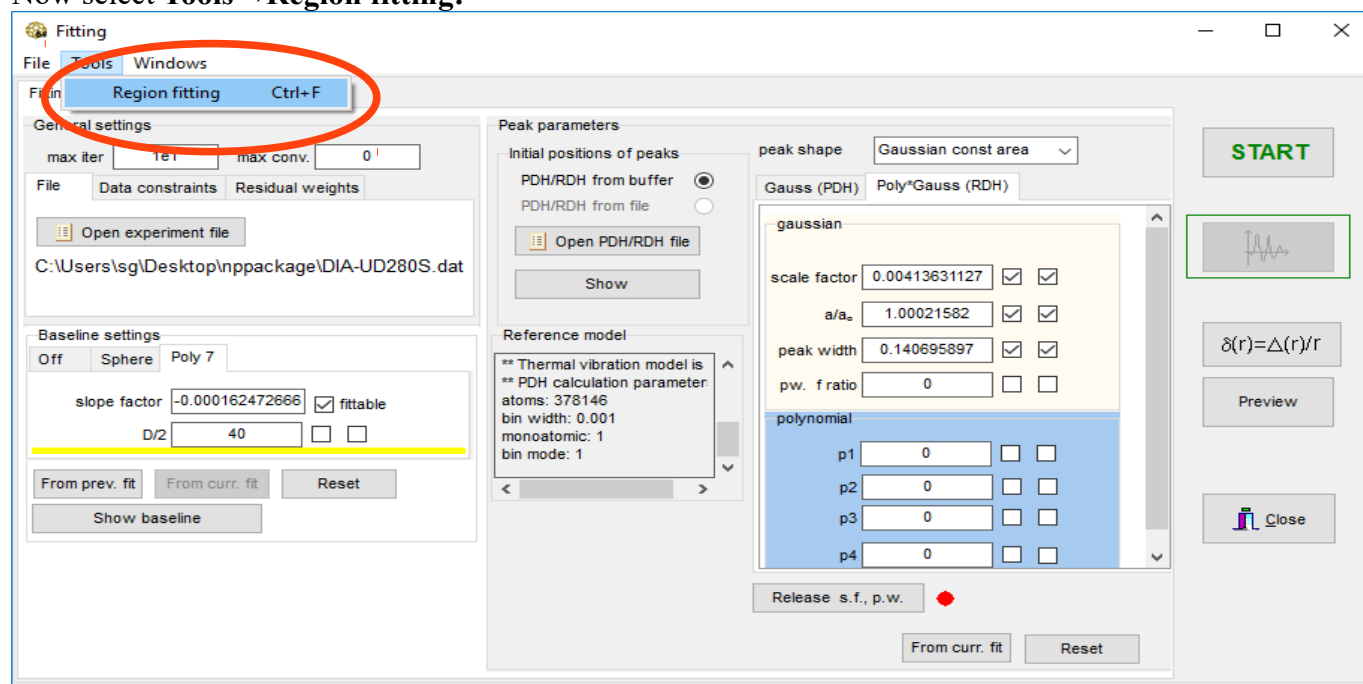 Now select Tools→Region fitting:
Fitting
File Tools Windows
Region fitting Ctrl+F
General settings
max iter 1e1 max conv. 0
File Data constraints Residual weights
Open experiment file
C:\Users\sg\Desktop\nppackage\DIA-UD280S.dat
Baseline settings
Off Sphere Poly 7
slope factor -0.000162472666 fittable
D/2 40
From prev. fit From curr. fit Reset
Show baseline
Peak parameters
Initial positions of peaks
PDH/RDH from buffer
PDH/RDH from file
Open PDH/RDH file
Show
Reference model
** Thermal vibration model is
** PDH calculation parameter
atoms: 378146
bin width: 0.001
monoatomic: 1
bin mode: 1
peak shape Gaussian const area
Gauss (PDH) Poly*Gauss (RDH)
gaussian
scale factor 0.00413631127
a/a₀ 1.00021582
peak width 0.140695897
pw. f ratio 0
polynomial
p1 0
p2 0
p3 0
p4 0
Release s.f., p.w.
From curr. fit Reset
START
δ(r)=△(r)/r
Preview
Close